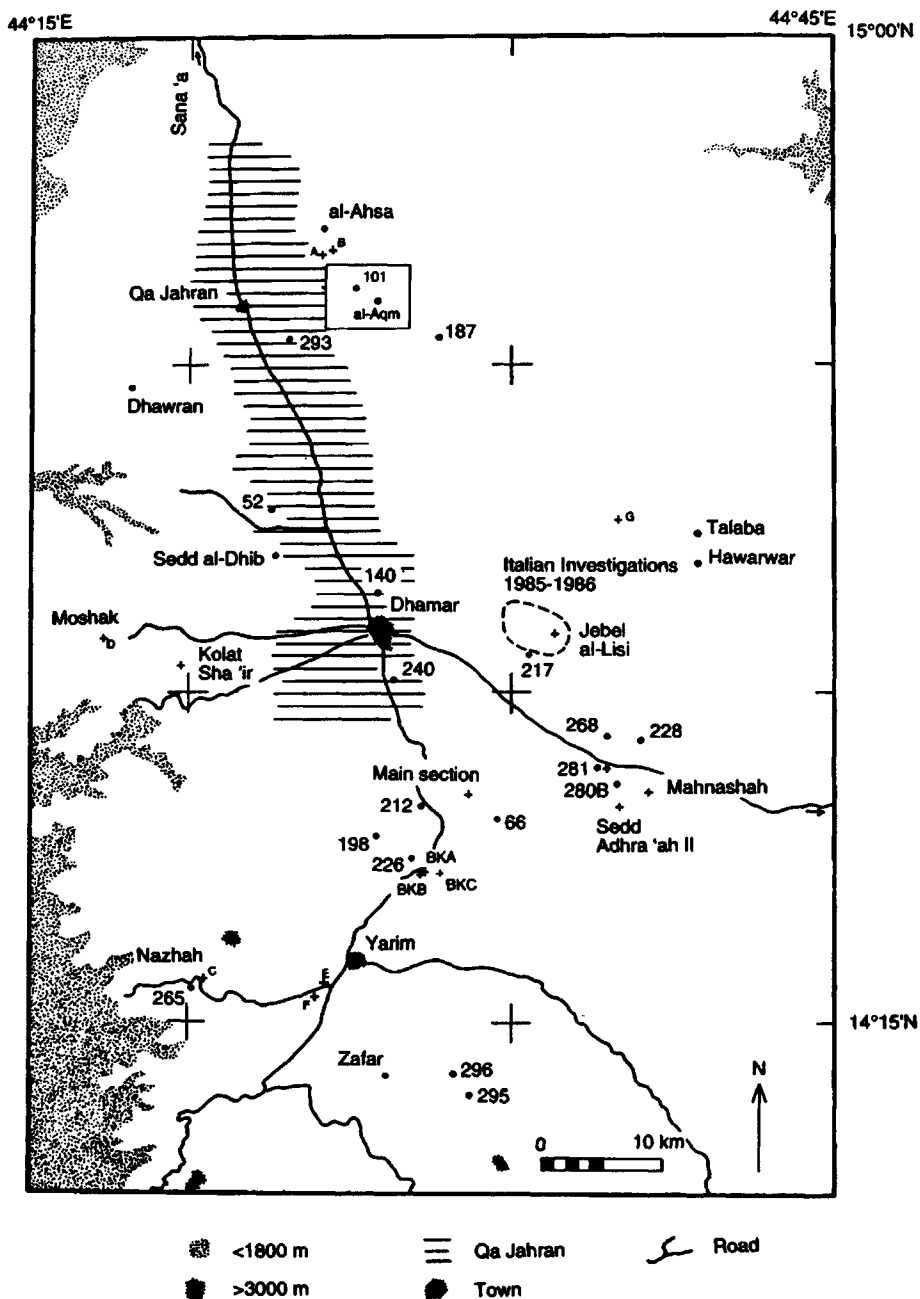 44°15'E
44°45'E
15°00'N
Sana 'a
al-Ahsa
A
B
101
al-Aqm
Qa Jahran
293
187
Dhawran
52
G
Talaba
Sedd al-Dhib
Hawarwar
Italian Investigations
1985-1986
140
Dhamar
Moshak
D
Jebel
al-Lisi
Kolat
Sha 'ir
217
240
268
228
281
Main section
280B
Mahnashah
212
66
Sedd
Adhra 'ah II
198
226
BKA
BKB
BKC
Yarim
Nazhah
C
E
265
F
14°15'N
Zafar
296
295
N
0
10 km
<1800 m
Qa Jahran
Road
>3000 m
Town